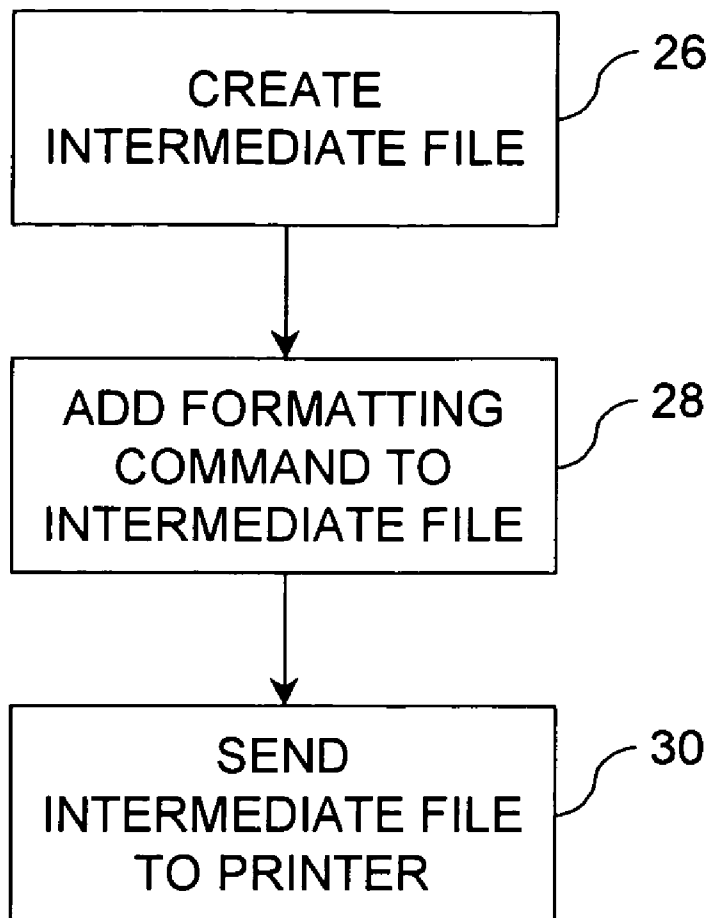 CREATE
INTERMEDIATE FILE
26
ADD FORMATTING
COMMAND TO
INTERMEDIATE FILE
28
SEND
INTERMEDIATE FILE
TO PRINTER
30